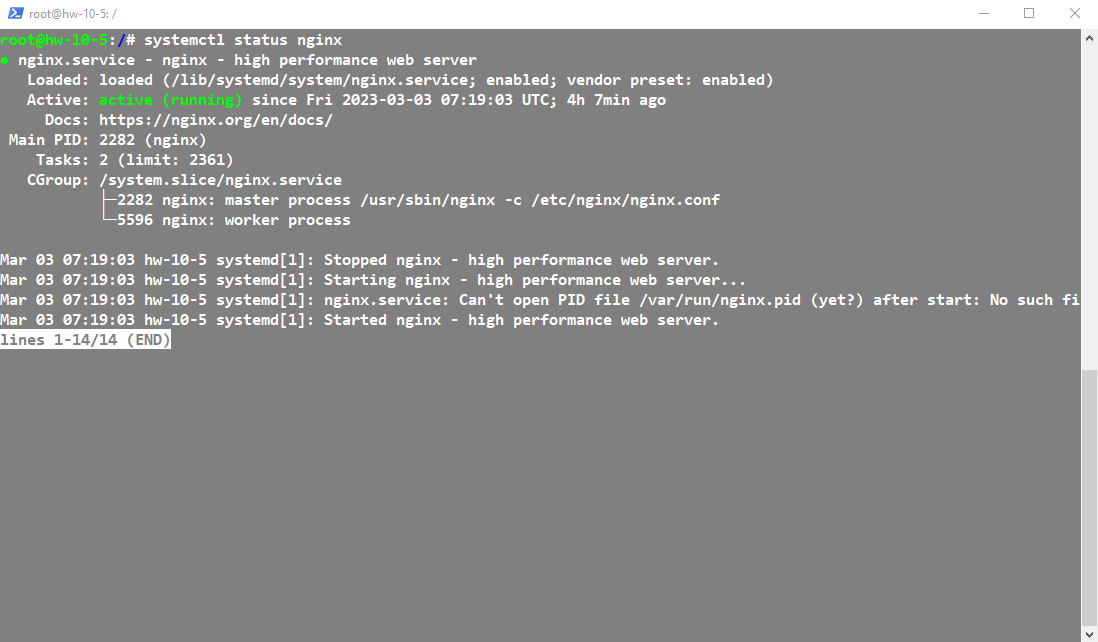 root@hw-10-5: /
root@hw-10-5:/# systemctl status nginx
● nginx.service - nginx - high performance web server
   Loaded: loaded (/lib/systemd/system/nginx.service; enabled; vendor preset: enabled)
   Active: active (running) since Fri 2023-03-03 07:19:03 UTC; 4h 7min ago
     Docs: https://nginx.org/en/docs/
 Main PID: 2282 (nginx)
    Tasks: 2 (limit: 2361)
   CGroup: /system.slice/nginx.service
           ├─2282 nginx: master process /usr/sbin/nginx -c /etc/nginx/nginx.conf
           └─5596 nginx: worker process
Mar 03 07:19:03 hw-10-5 systemd[1]: Stopped nginx - high performance web server.
Mar 03 07:19:03 hw-10-5 systemd[1]: Starting nginx - high performance web server...
Mar 03 07:19:03 hw-10-5 systemd[1]: nginx.service: Can't open PID file /var/run/nginx.pid (yet?) after start: No such fi
Mar 03 07:19:03 hw-10-5 systemd[1]: Started nginx - high performance web server.
lines 1-14/14 (END)